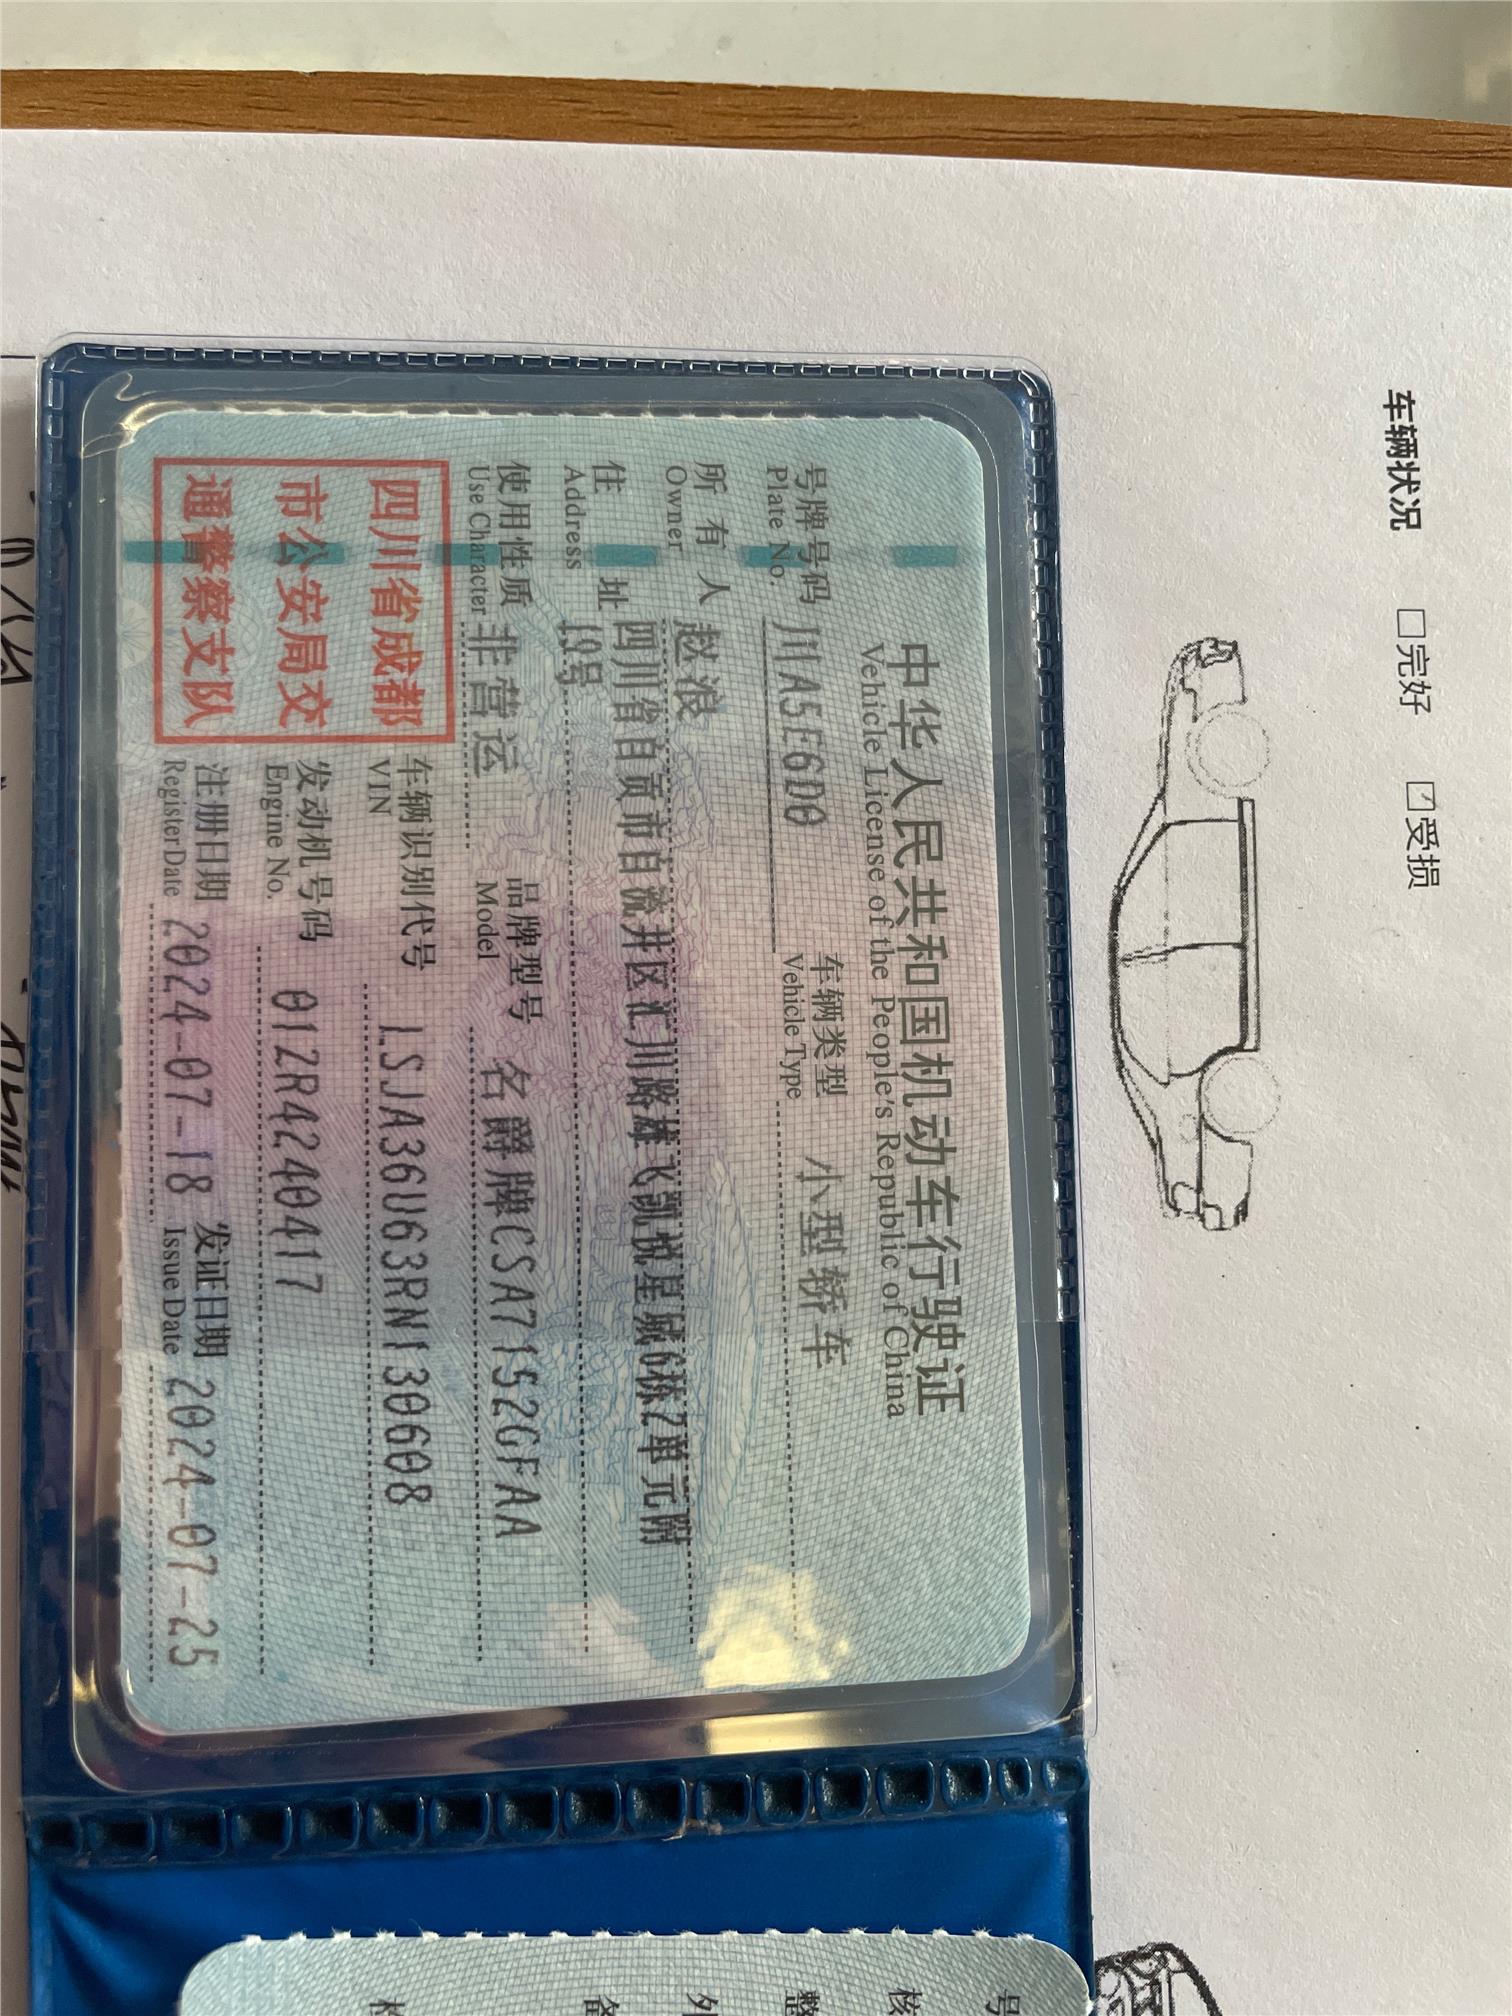 车辆状况 □完好 ☑受损
中华人民共和国机动车行驶证
Vehicle License of the People's Republic of China
号牌号码 川A5E6D0 车辆类型 小型轿车
Plate No. Vehicle Type
所有人 赵浪
Owner
住址 四川省自贡市自流井区汇川路雄飞凯悦星城6栋2单元附
Address
10号
使用性质 非营运 品牌型号 名爵牌CSA7152GFAA
Use Character Model
四川省成都
市公安局交
通警察支队
车辆识别代号 LSJA36U63RN130608
VIN
发动机号码 012R4240417
Engine No.
注册日期 2024-07-18 发证日期 2024-07-25
Register Date Issue Date
号
核
整
外
备